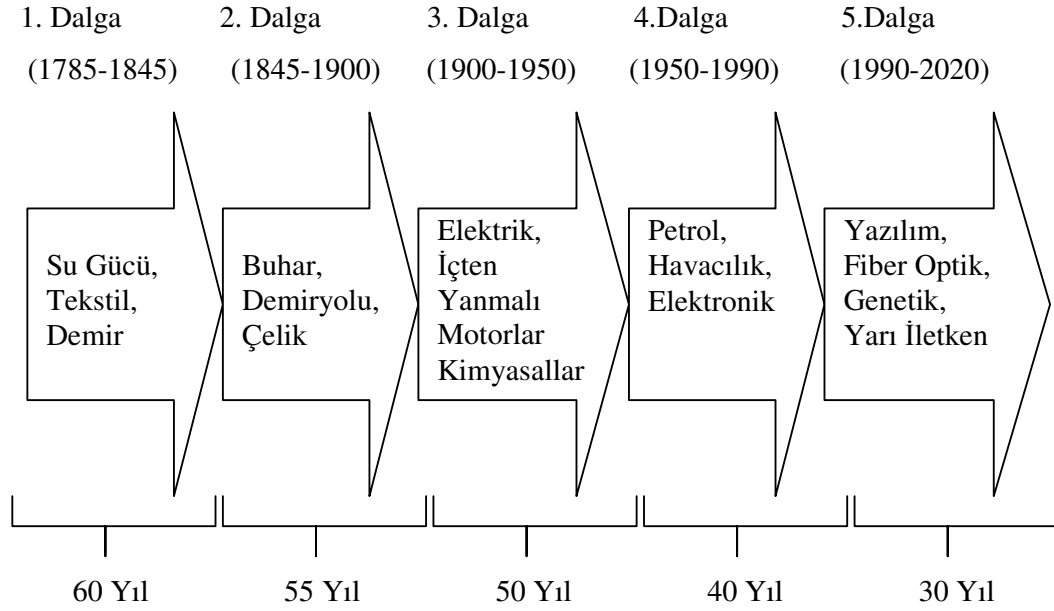 1. Dalga
(1785-1845)
2. Dalga
(1845-1900)
3. Dalga
(1900-1950)
4.Dalga
(1950-1990)
5.Dalga
(1990-2020)
Su Gücü,
Tekstil,
Demir
Buhar,
Demiryolu,
Çelik
Elektrik,
İçten
Yanmalı
Motorlar
Kimyasallar
Petrol,
Havacılık,
Elektronik
Yazılım,
Fiber Optik,
Genetik,
Yarı İletken
60 Yıl
55 Yıl
50 Yıl
40 Yıl
30 Yıl